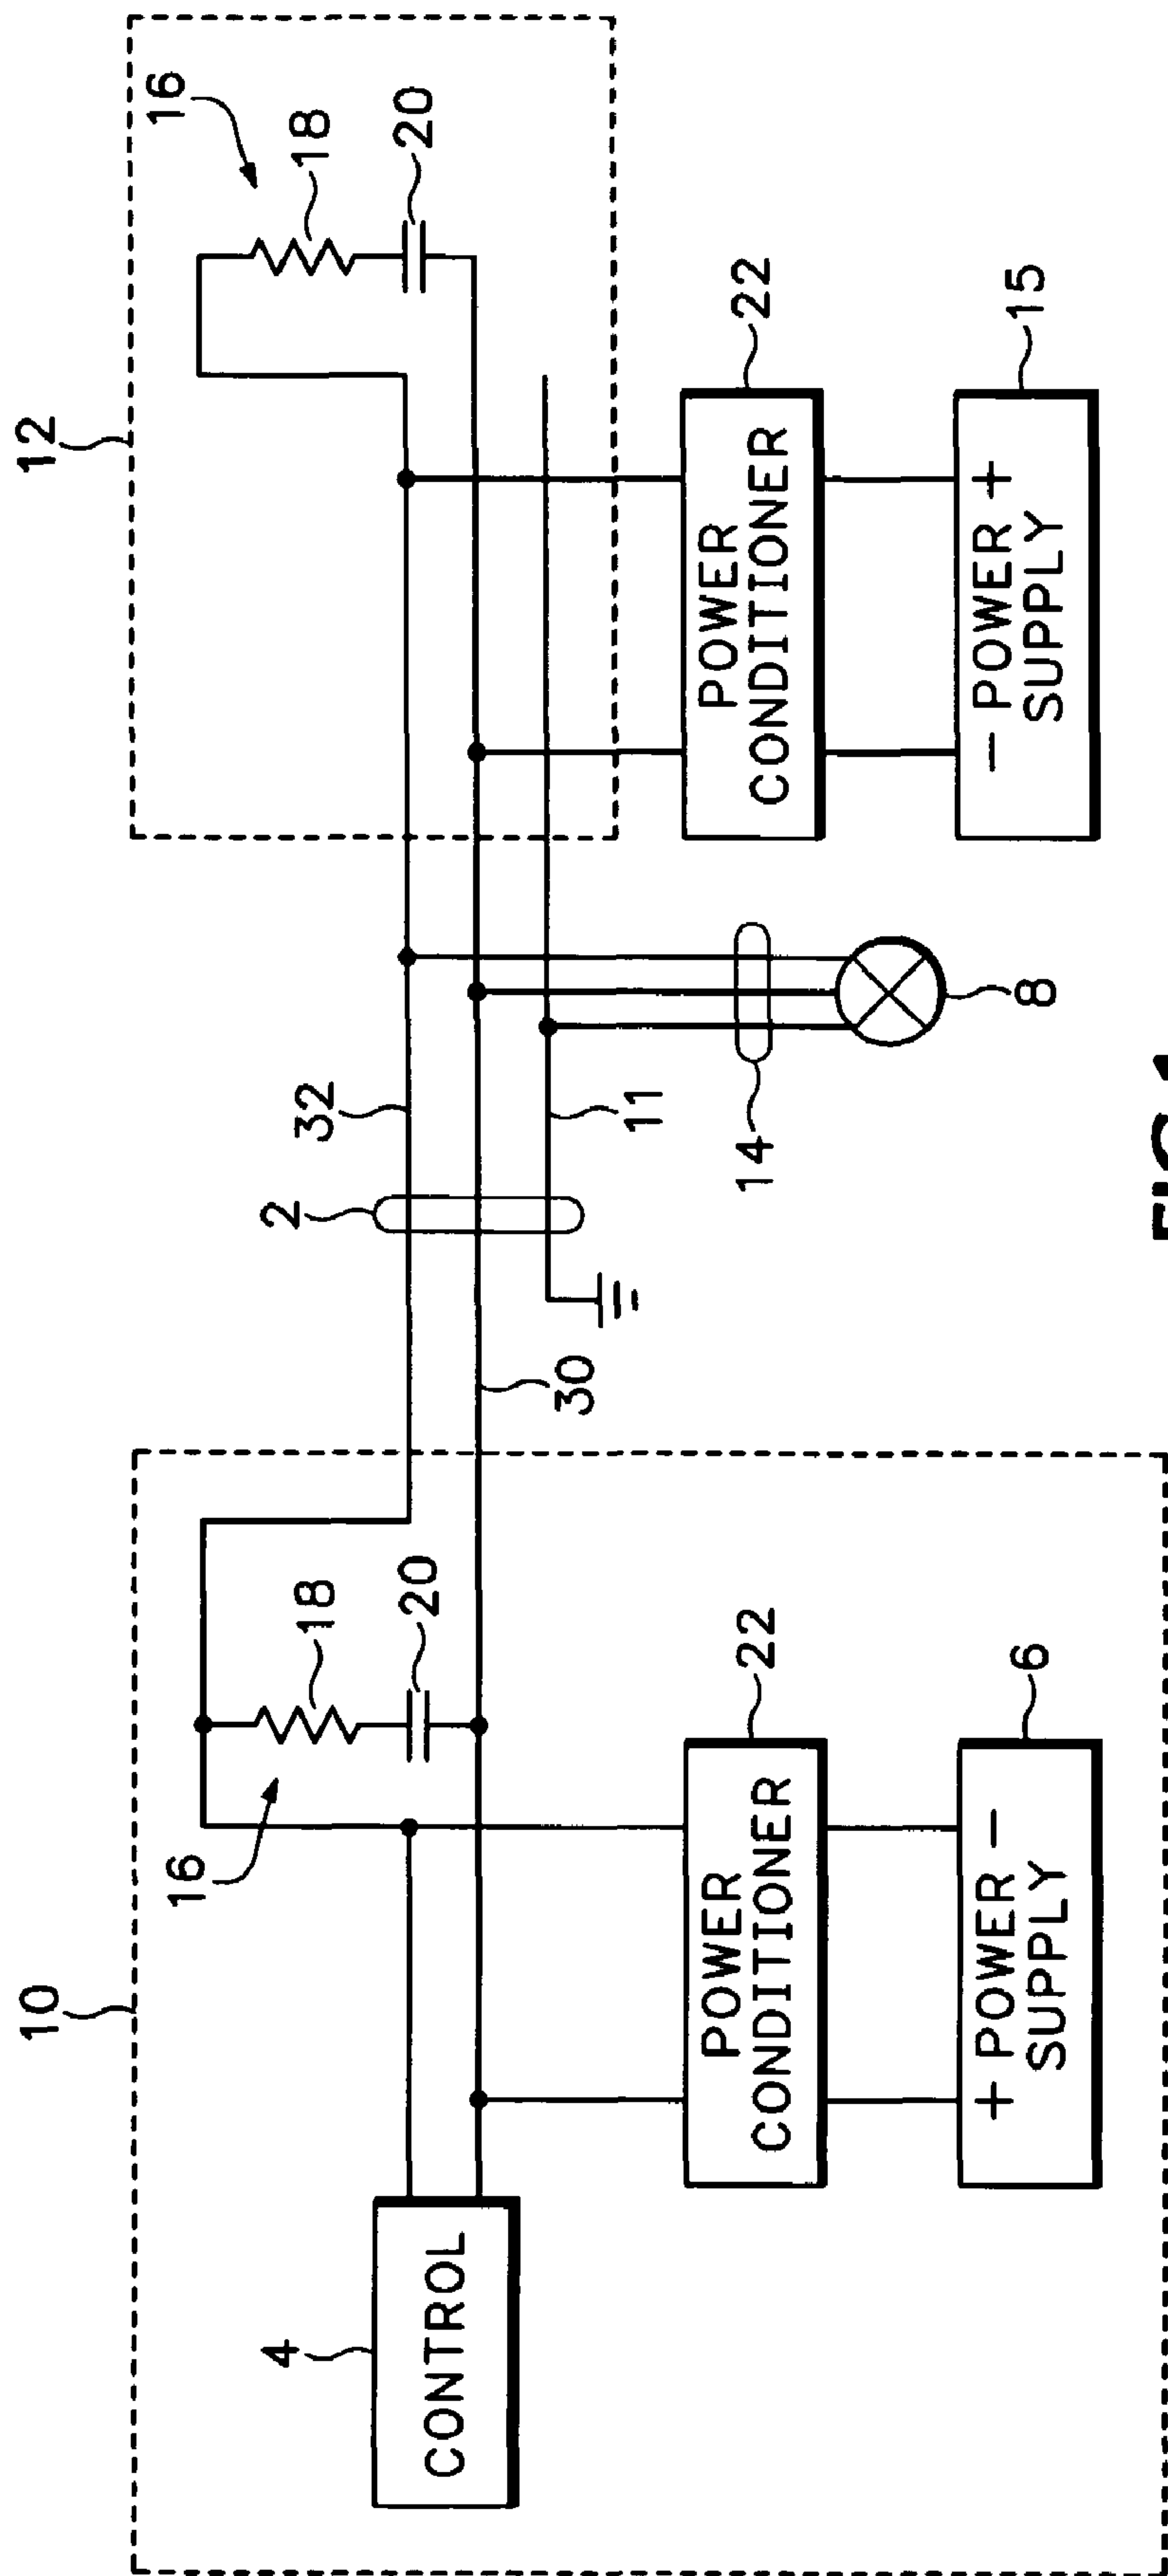 10
12
16
16
4
2
32
18
18
20
20
CONTROL
30
11
POWER
CONDITIONER
22
14
POWER
CONDITIONER
22
8
+ POWER −
SUPPLY
6
− POWER +
SUPPLY
15